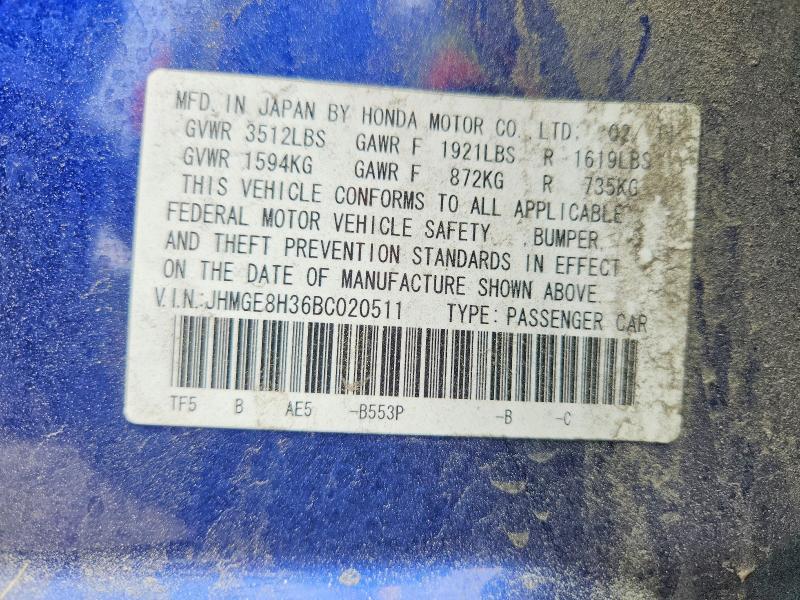 MFD. IN JAPAN BY HONDA MOTOR CO. LTD. 02/11
GVWR 3512LBS GAWR F 1921LBS R 1619LBS
GVWR 1594KG GAWR F 872KG R 735KG
THIS VEHICLE CONFORMS TO ALL APPLICABLE
FEDERAL MOTOR VEHICLE SAFETY, BUMPER,
AND THEFT PREVENTION STANDARDS IN EFFECT
ON THE DATE OF MANUFACTURE SHOWN ABOVE.
V.I.N.:JHMGE8H36BC020511 TYPE: PASSENGER CAR
TF5 B AE5 -B553P -B -C